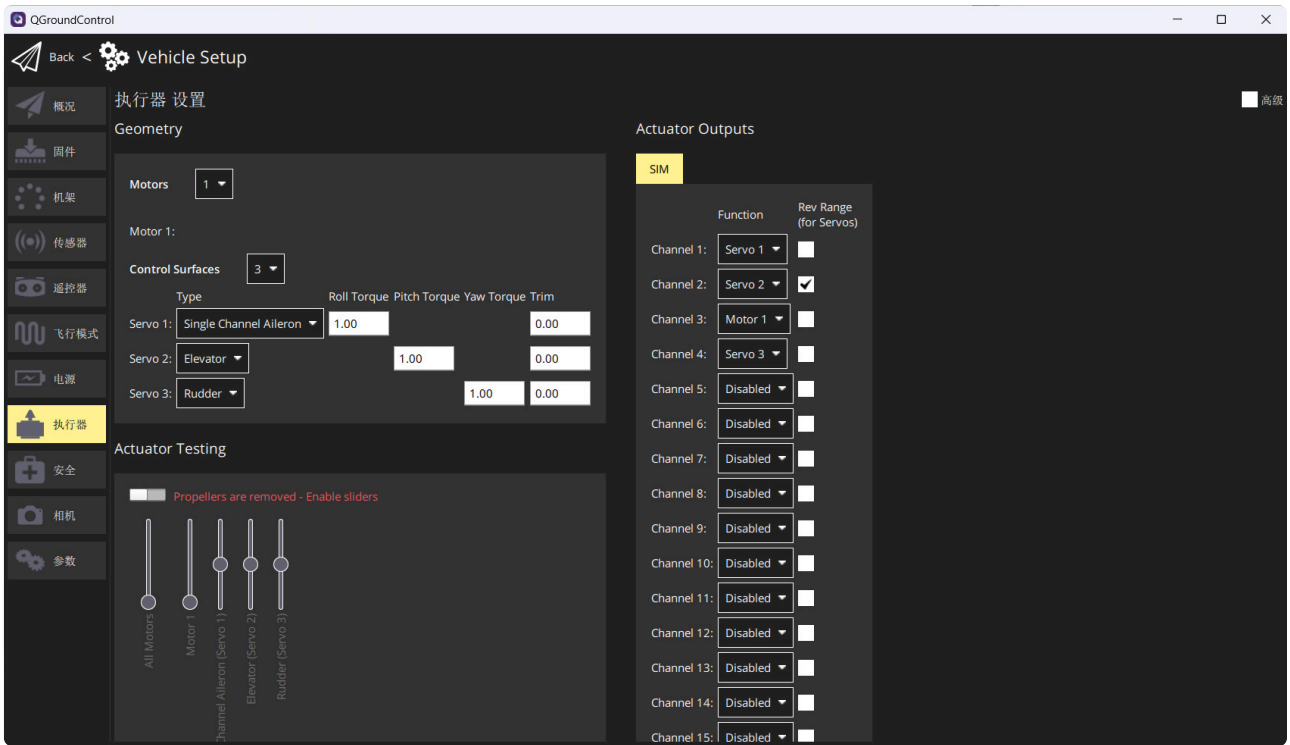 QGroundControl
Back < Vehicle Setup
概况
固件
机架
传感器
遥控器
飞行模式
电源
执行器
安全
相机
参数
执行器 设置
高级
Geometry
Motors 1
Motor 1:
Control Surfaces 3
Type Roll Torque Pitch Torque Yaw Torque Trim
Servo 1: Single Channel Aileron 1.00 0.00
Servo 2: Elevator 1.00 0.00
Servo 3: Rudder 1.00 0.00
Actuator Testing
Propellers are removed - Enable sliders
All Motors
Motor 1
Channel Aileron (Servo 1)
Elevator (Servo 2)
Rudder (Servo 3)
Actuator Outputs
SIM
Function Rev Range
(for Servos)
Channel 1: Servo 1
Channel 2: Servo 2
Channel 3: Motor 1
Channel 4: Servo 3
Channel 5: Disabled
Channel 6: Disabled
Channel 7: Disabled
Channel 8: Disabled
Channel 9: Disabled
Channel 10: Disabled
Channel 11: Disabled
Channel 12: Disabled
Channel 13: Disabled
Channel 14: Disabled
Channel 15: Disabled